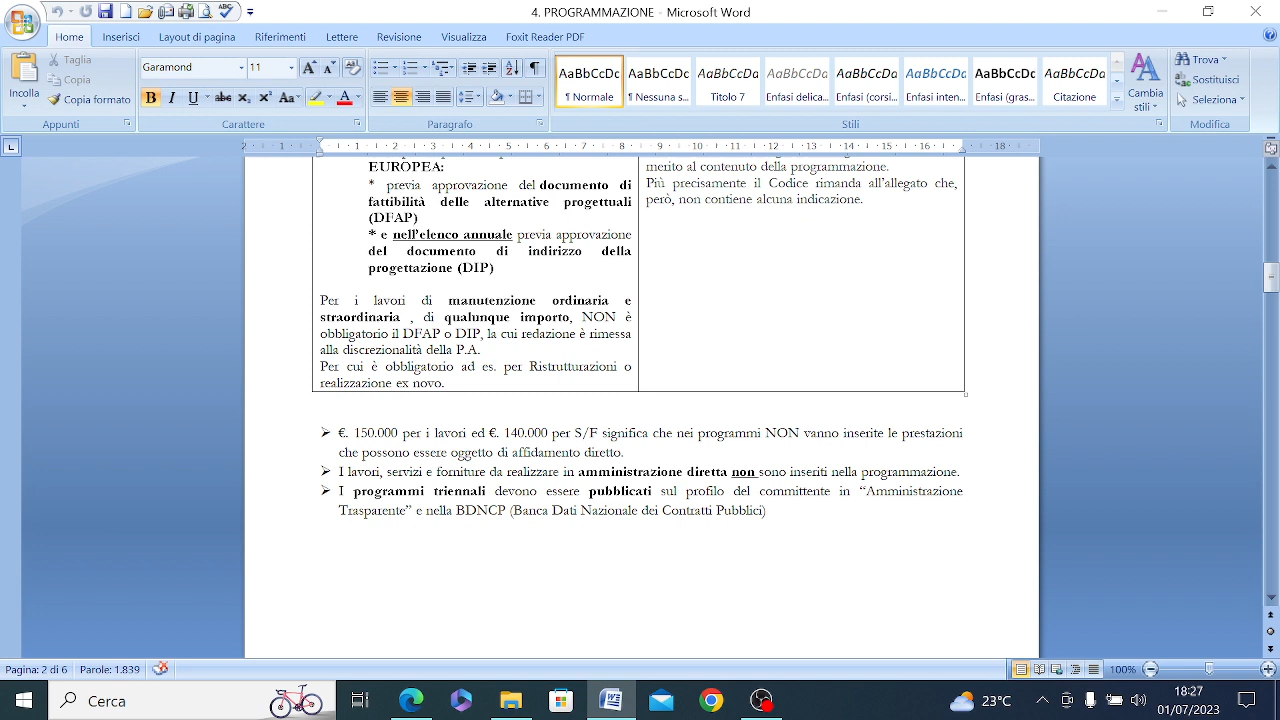 4. PROGRAMMAZIONE - Microsoft Word
Home Inserisci Layout di pagina Riferimenti Lettere Revisione Visualizza Foxit Reader PDF
Incolla
Taglia
Copia
Copia formato
Appunti
Garamond 11
Carattere
Paragrafo
AaBbCcDc AaBbCcDc AaBbCcDa AaBbCcDa AaBbCcDa AaBbCcDa AaBbCcDc AaBbCcDa
¶ Normale ¶ Nessuna s... Titolo 7 Enfasi delica... Enfasi (corsi... Enfasi inten... Enfasi (gras... Citazione
Stili
Cambia stili
Trova
Sostituisci
Seleziona
Modifica
EUROPEA:
* previa approvazione del documento di
fattibilità delle alternative progettuali
(DFAP)
* e nell'elenco annuale previa approvazione
del documento di indirizzo della
progettazione (DIP)
Per i lavori di manutenzione ordinaria e
straordinaria , di qualunque importo, NON è
obbligatorio il DFAP o DIP, la cui redazione è rimessa
alla discrezionalità della P.A.
Per cui è obbligatorio ad es. per Ristrutturazioni o
realizzazione ex novo.
merito al contenuto della programmazione.
Più precisamente il Codice rimanda all'allegato che,
però, non contiene alcuna indicazione.
➢ €. 150.000 per i lavori ed €. 140.000 per S/F significa che nei programmi NON vanno inserite le prestazioni
che possono essere oggetto di affidamento diretto.
➢ I lavori, servizi e forniture da realizzare in amministrazione diretta non sono inseriti nella programmazione.
➢ I programmi triennali devono essere pubblicati sul profilo del committente in “Amministrazione
Trasparente” e nella BDNCP (Banca Dati Nazionale dei Contratti Pubblici)
Pagina: 2 di 6 Parole: 1.839
100%
Cerca
23°C
18:27
01/07/2023